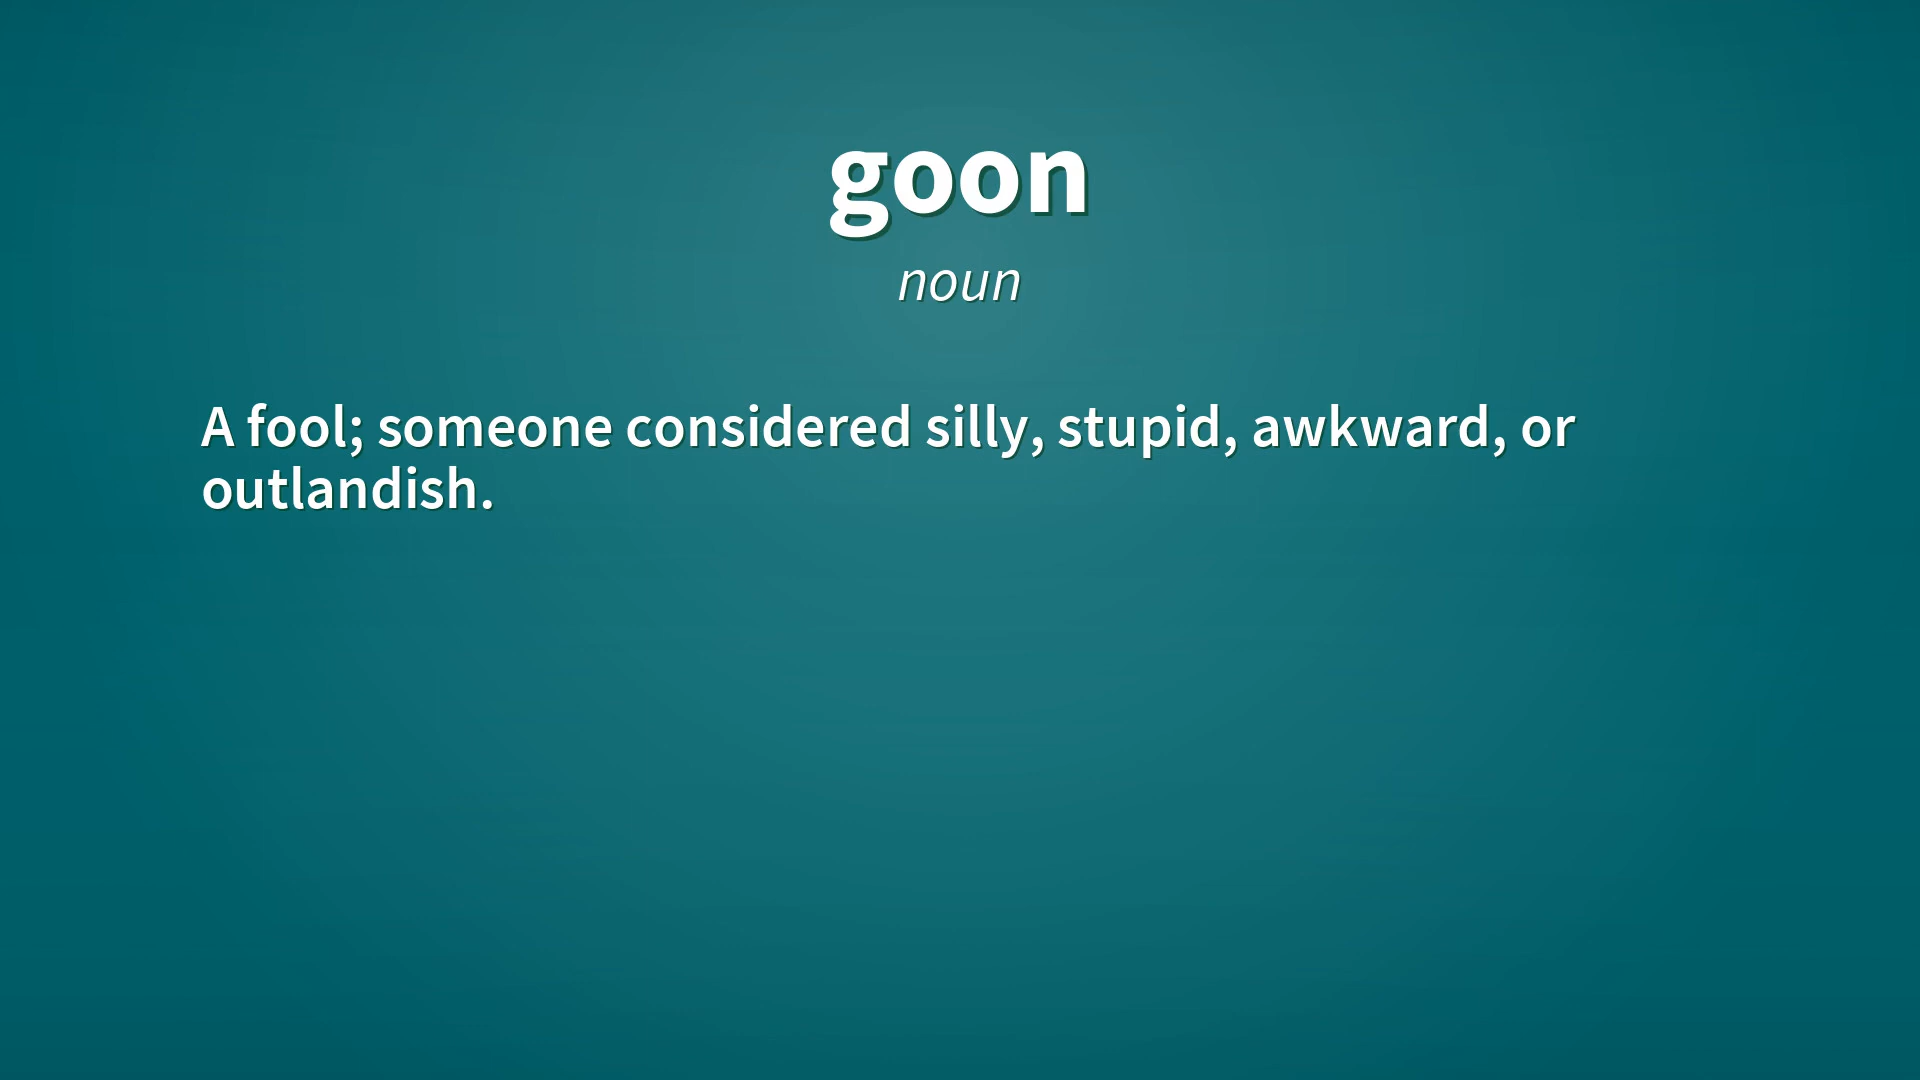 goon
noun
A fool; someone considered silly, stupid, awkward, or
outlandish.